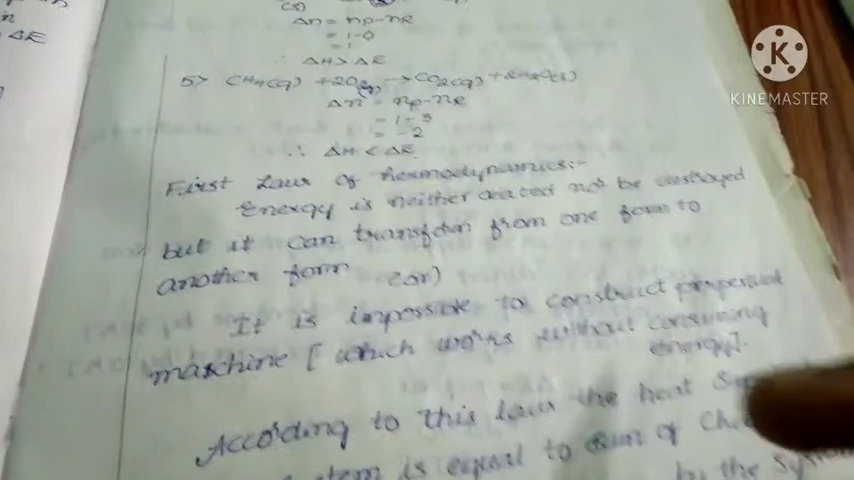 (s)
Δn = np-nR
= 1-0
= 1
∴ ΔH > ΔE
5> CH4(g) + 2O2(g) → CO2(g) + 2H2O(l)
Δn = np-nR
= 1-3
= -2
∴ ΔH < ΔE
First Law of thermodynamics:-
Energy is neither created nor be destroyed
but it can transform from one form to
another form (or)
It is impossible to construct perpetual
maschine [which works without consuming
energy].
According to this law the heat
is equal to sum of
by the
ΔE
K
KINEMASTER